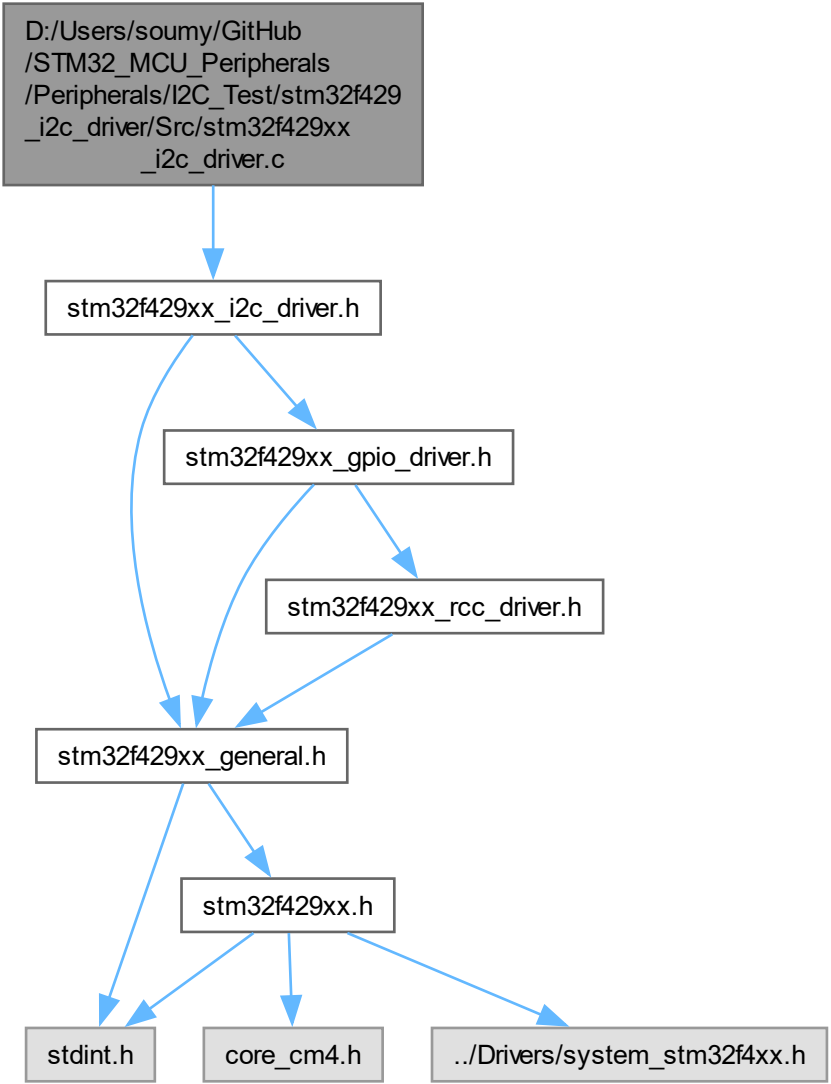 D:/Users/soumy/GitHub
/STM32_MCU_Peripherals
/Peripherals/I2C_Test/stm32f429
_i2c_driver/Src/stm32f429xx
_i2c_driver.c
stm32f429xx_i2c_driver.h
stm32f429xx_gpio_driver.h
stm32f429xx_rcc_driver.h
stm32f429xx_general.h
stm32f429xx.h
stdint.h
core_cm4.h
../Drivers/system_stm32f4xx.h